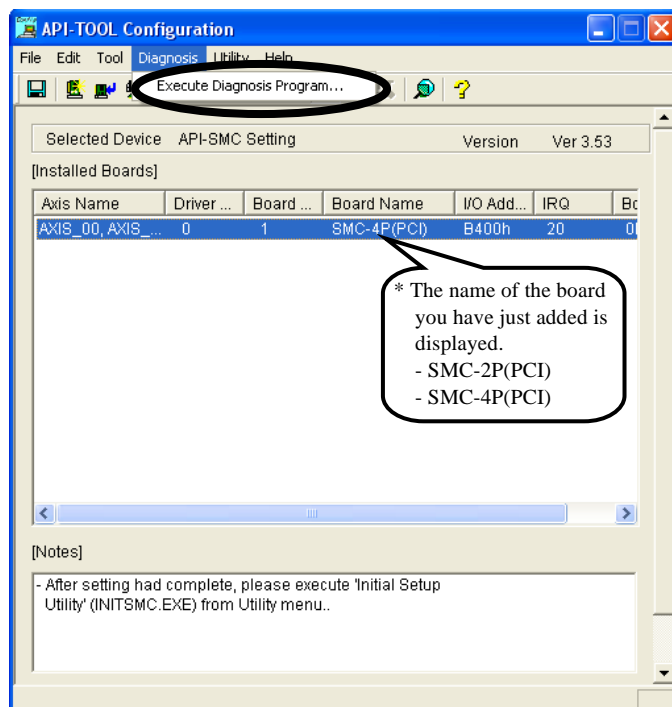 API-TOOL Configuration
File Edit Tool Diagnosis Utility Help
Execute Diagnosis Program...
Selected Device API-SMC Setting Version Ver 3.53
[Installed Boards]
Axis Name Driver ... Board ... Board Name I/O Add... IRQ Bo
AXIS_00, AXIS_... 0 1 SMC-4P(PCI) B400h 20
* The name of the board
you have just added is
displayed.
- SMC-2P(PCI)
- SMC-4P(PCI)
[Notes]
- After setting had complete, please execute 'Initial Setup
Utility' (INITSMC.EXE) from Utility menu..